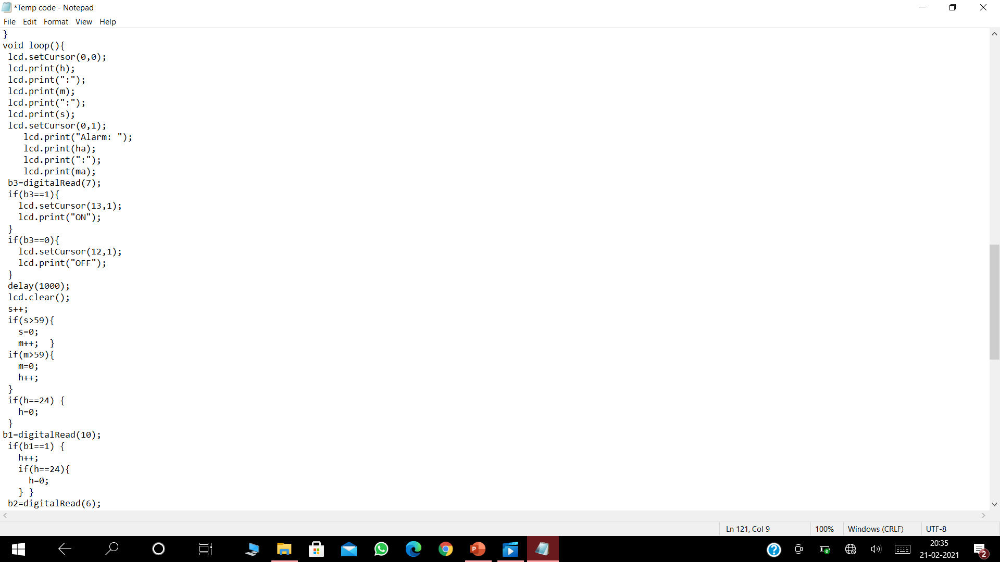 *Temp code - Notepad
File Edit Format View Help
}
void loop(){
 lcd.setCursor(0,0);
 lcd.print(h);
 lcd.print(":");
 lcd.print(m);
 lcd.print(":");
 lcd.print(s);
 lcd.setCursor(0,1);
    lcd.print("Alarm: ");
    lcd.print(ha);
    lcd.print(":");
    lcd.print(ma);
 b3=digitalRead(7);
 if(b3==1){
   lcd.setCursor(13,1);
   lcd.print("ON");
 }
 if(b3==0){
   lcd.setCursor(12,1);
   lcd.print("OFF");
 }
 delay(1000);
 lcd.clear();
 s++;
 if(s>59){
   s=0;
   m++;  }
 if(m>59){
   m=0;
   h++;
 }
 if(h==24) {
   h=0;
 }
b1=digitalRead(10);
 if(b1==1) {
   h++;
   if(h==24){
     h=0;
   } }
 b2=digitalRead(6);
Ln 121, Col 9 100% Windows (CRLF) UTF-8
20:35
21-02-2021
2